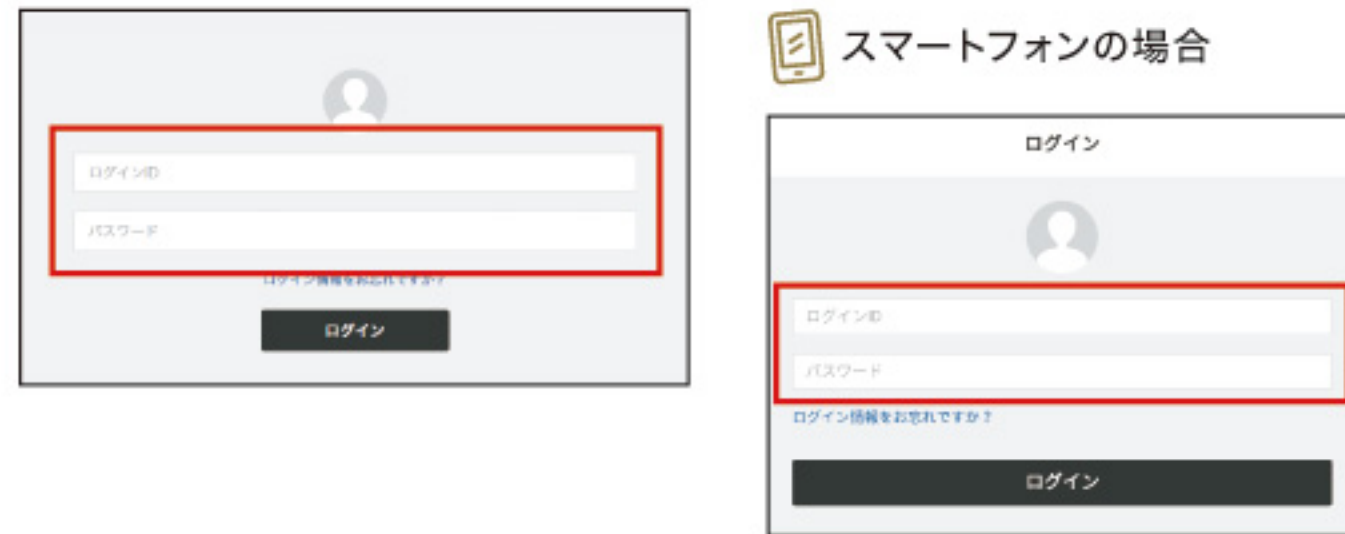 ログインID
パスワード
ログイン情報をお忘れですか？
ログイン
スマートフォンの場合
ログイン
ログインID
パスワード
ログイン情報をお忘れですか？
ログイン